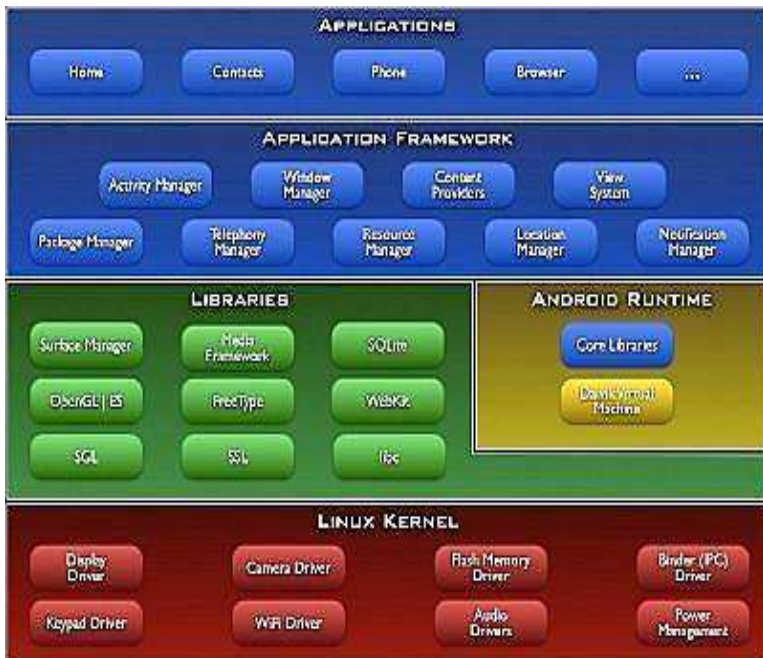 APPLICATIONS
Home
Contacts
Phone
Browser
...
APPLICATION FRAMEWORK
Activity Manager
Window
Manager
Content
Providers
View
System
Package Manager
Telephony
Manager
Resource
Manager
Location
Manager
Notification
Manager
LIBRARIES
Surface Manager
Media
Framework
SQLite
OpenGL | ES
FreeType
WebKit
SGL
SSL
libc
ANDROID RUNTIME
Core Libraries
Dalvik Virtual
Machine
LINUX KERNEL
Display
Driver
Camera Driver
Flash Memory
Driver
Binder (IPC)
Driver
Keypad Driver
WiFi Driver
Audio
Drivers
Power
Management